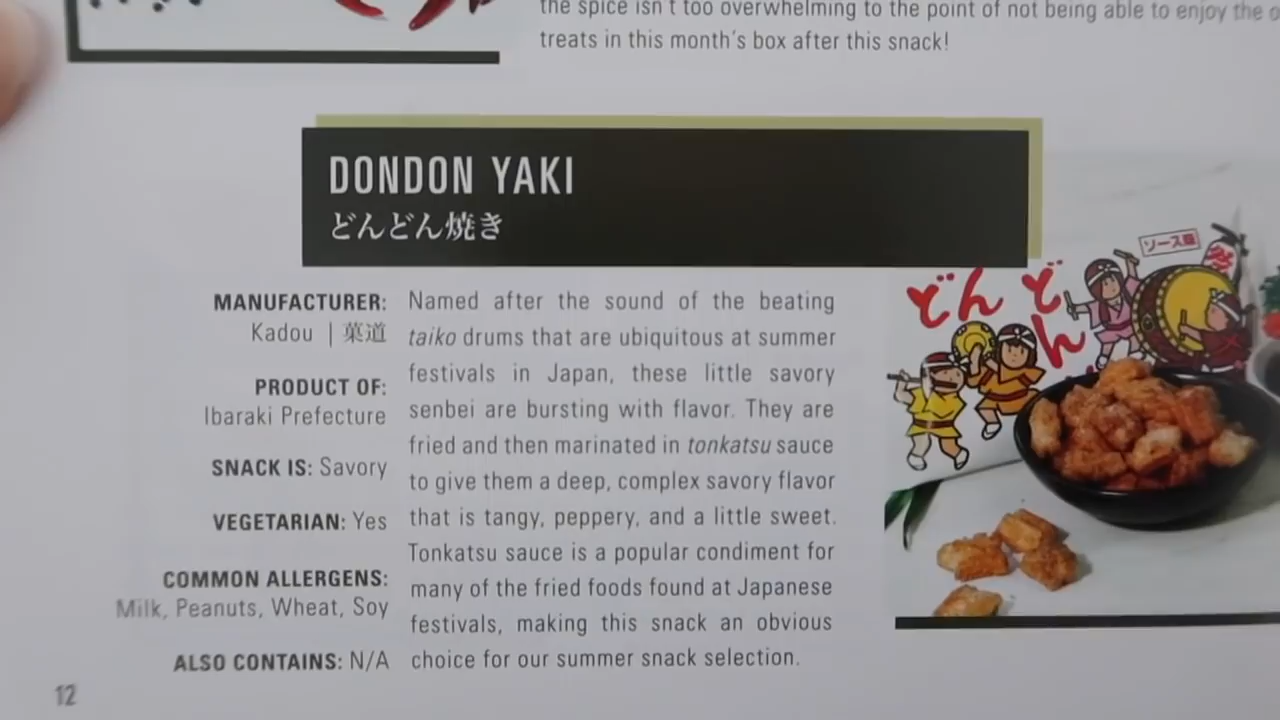 the spice isn't too overwhelming to the point of not being able to enjoy the
treats in this month's box after this snack!
DONDON YAKI
どんどん焼き
MANUFACTURER:
Kadou | 菓道
PRODUCT OF:
Ibaraki Prefecture
SNACK IS: Savory
VEGETARIAN: Yes
COMMON ALLERGENS:
Milk, Peanuts, Wheat, Soy
ALSO CONTAINS: N/A
Named after the sound of the beating
taiko drums that are ubiquitous at summer
festivals in Japan, these little savory
senbei are bursting with flavor. They are
fried and then marinated in tonkatsu sauce
to give them a deep, complex savory flavor
that is tangy, peppery, and a little sweet.
Tonkatsu sauce is a popular condiment for
many of the fried foods found at Japanese
festivals, making this snack an obvious
choice for our summer snack selection.
ソース味
祭
どんどん
12